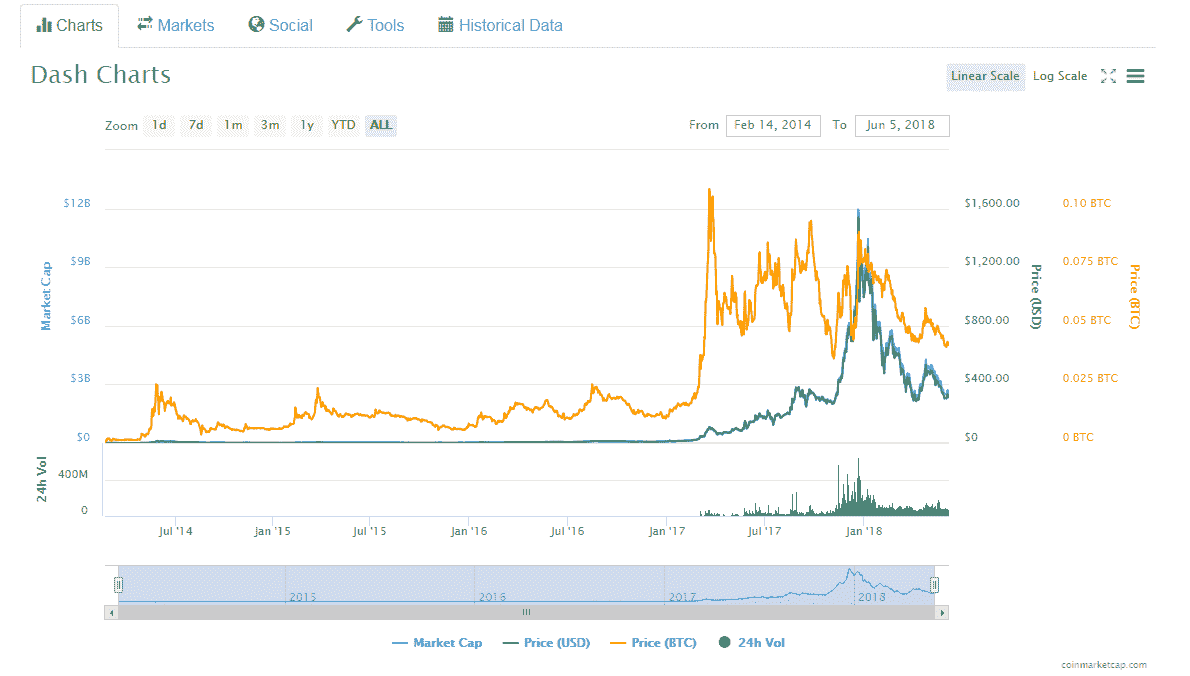 Charts Markets Social Tools Historical Data
Dash Charts
Linear Scale Log Scale
Zoom 1d 7d 1m 3m 1y YTD ALL From Feb 14, 2014 To Jun 5, 2018
$12B $1,600.00 0.10 BTC
$9B $1,200.00 0.075 BTC
Market Cap Price (USD) Price (BTC)
$6B $800.00 0.05 BTC
$3B $400.00 0.025 BTC
$0 $0 0 BTC
24h Vol
400M
0
Jul '14 Jan '15 Jul '15 Jan '16 Jul '16 Jan '17 Jul '17 Jan '18
2015 2016 2017 2018
Market Cap Price (USD) Price (BTC) 24h Vol
coinmarketcap.com